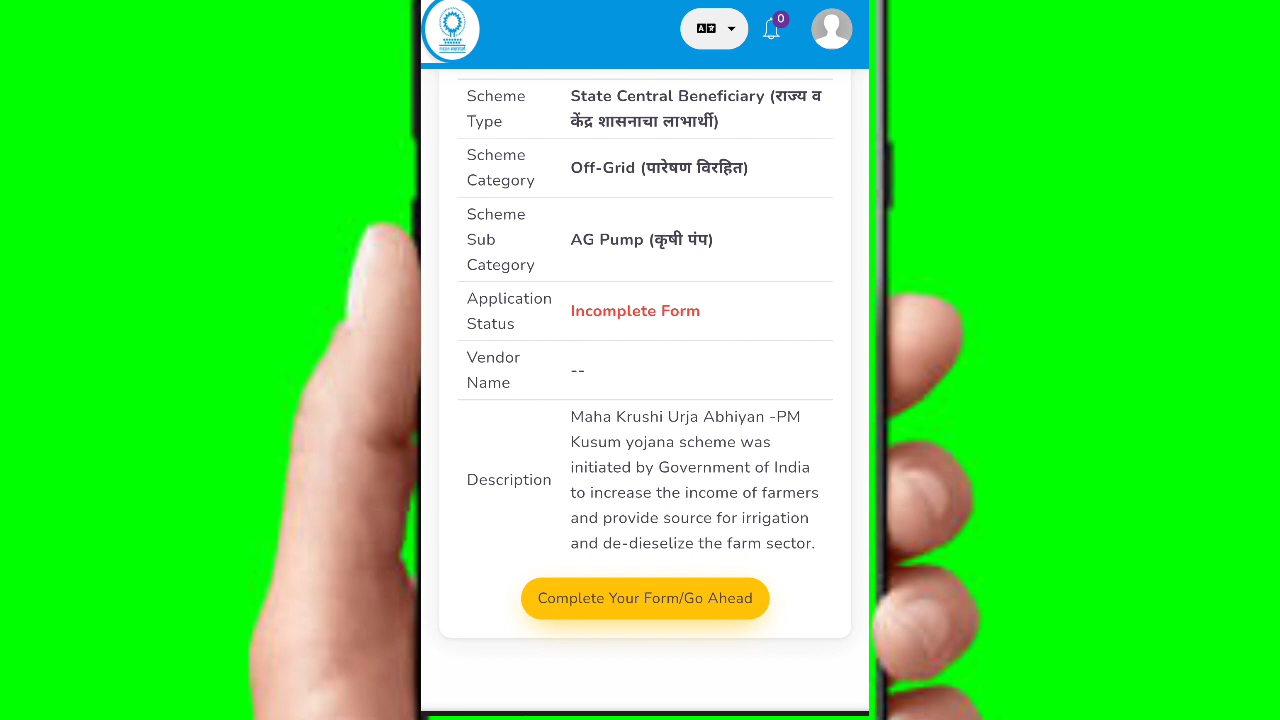 0
Scheme Type
State Central Beneficiary (राज्य व
केंद्र शासनाचा लाभार्थी)
Scheme Category
Off-Grid (पारेषण विरहित)
Scheme Sub Category
AG Pump (कृषी पंप)
Application Status
Incomplete Form
Vendor Name
--
Description
Maha Krushi Urja Abhiyan -PM
Kusum yojana scheme was
initiated by Government of India
to increase the income of farmers
and provide source for irrigation
and de-dieselize the farm sector.
Complete Your Form/Go Ahead